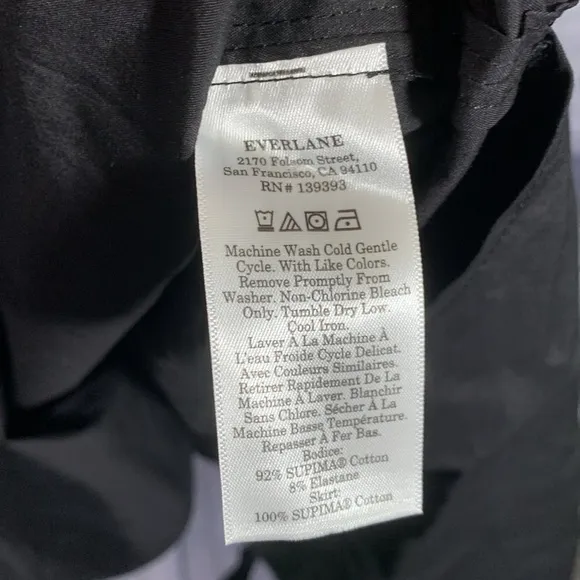 EVERLANE
2170 Folsom Street,
San Francisco, CA 94110
RN# 139393
Machine Wash Cold Gentle
Cycle. With Like Colors.
Remove Promptly From
Washer. Non-Chlorine Bleach
Only. Tumble Dry Low.
Cool Iron.
Laver À La Machine À
L'eau Froide Cycle Delicat.
Avec Couleurs Similaires.
Retirer Rapidement De La
Machine À Laver. Blanchir
Sans Chlore. Sécher À La
Machine Basse Température.
Repasser À Fer Bas.
Bodice:
92% SUPIMA® Cotton
8% Elastane
Skirt:
100% SUPIMA® Cotton